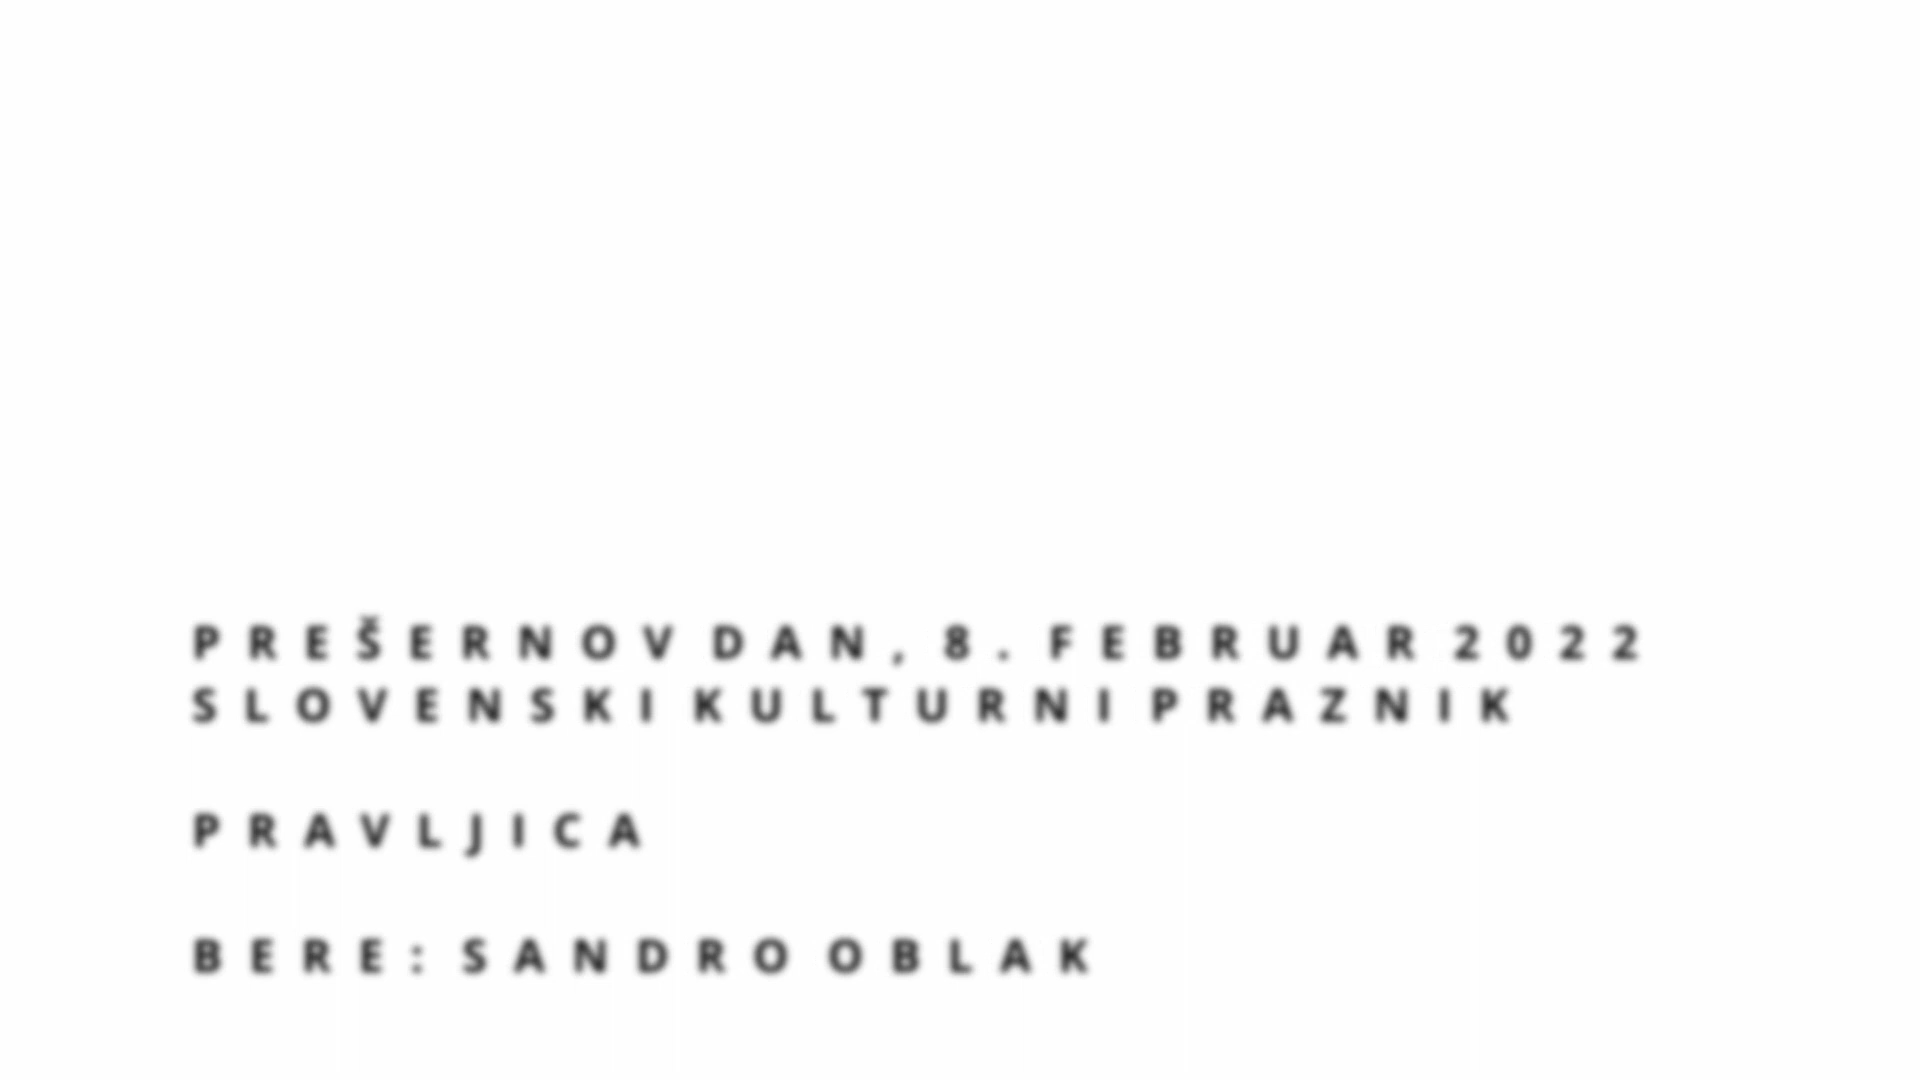 PREŠERNOV DAN, 8. FEBRUAR 2022
SLOVENSKI KULTURNI PRAZNIK
PRAVLJICA
BERE: SANDRO OBLAK